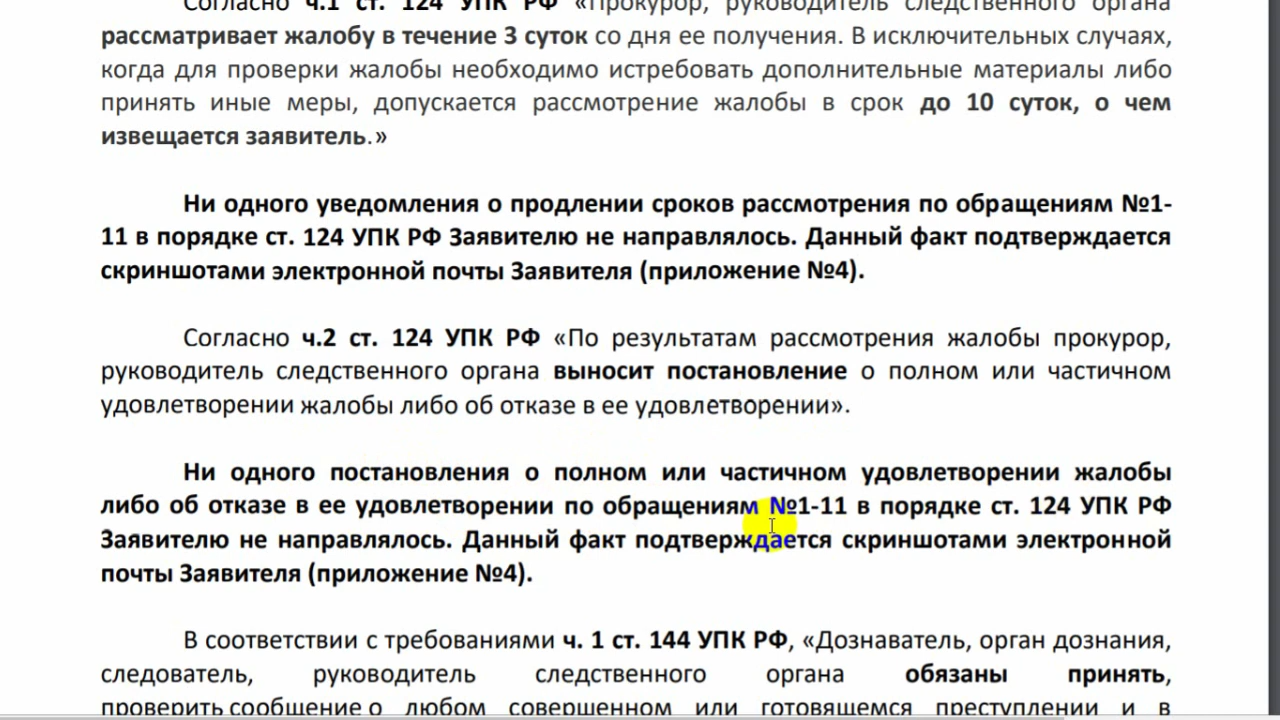 Согласно ч.1 ст. 124 УПК РФ «Прокурор, руководитель следственного органа
рассматривает жалобу в течение 3 суток со дня ее получения. В исключительных случаях,
когда для проверки жалобы необходимо истребовать дополнительные материалы либо
принять иные меры, допускается рассмотрение жалобы в срок до 10 суток, о чем
извещается заявитель.»
Ни одного уведомления о продлении сроков рассмотрения по обращениям №1-
11 в порядке ст. 124 УПК РФ Заявителю не направлялось. Данный факт подтверждается
скриншотами электронной почты Заявителя (приложение №4).
Согласно ч.2 ст. 124 УПК РФ «По результатам рассмотрения жалобы прокурор,
руководитель следственного органа выносит постановление о полном или частичном
удовлетворении жалобы либо об отказе в ее удовлетворении».
Ни одного постановления о полном или частичном удовлетворении жалобы
либо об отказе в ее удовлетворении по обращениям №1-11 в порядке ст. 124 УПК РФ
Заявителю не направлялось. Данный факт подтверждается скриншотами электронной
почты Заявителя (приложение №4).
В соответствии с требованиями ч. 1 ст. 144 УПК РФ, «Дознаватель, орган дознания,
следователь, руководитель следственного органа обязаны принять,
проверить сообщение о любом совершенном или готовящемся преступлении и в